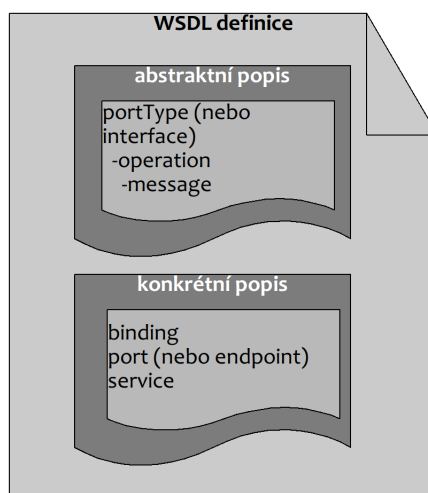 WSDL definice
abstraktní popis
portType (nebo
interface)
-operation
-message
konkrétní popis
binding
port (nebo endpoint)
service